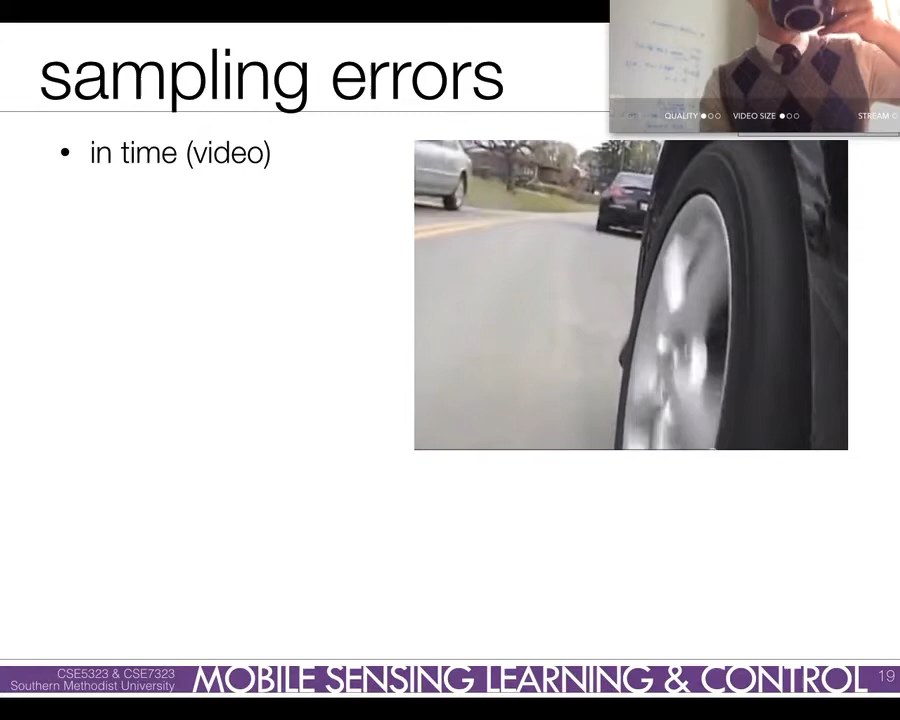 sampling errors
QUALITY VIDEO SIZE STREAM
• in time (video)
CSE5323 & CSE7323
Southern Methodist University
MOBILE SENSING LEARNING & CONTROL
19